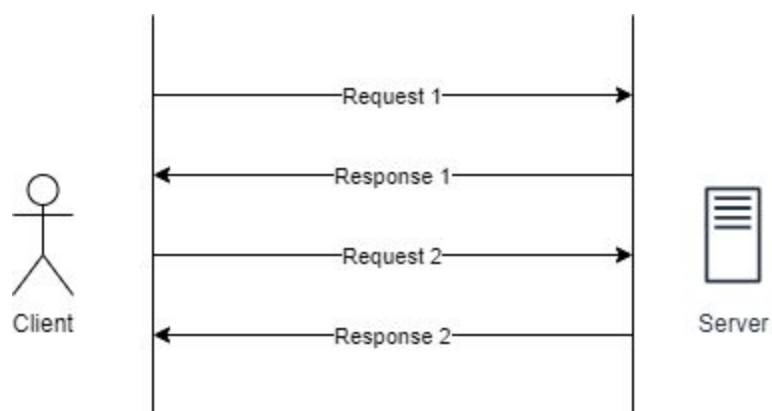 Request 1
Response 1
Request 2
Response 2
Client
Server